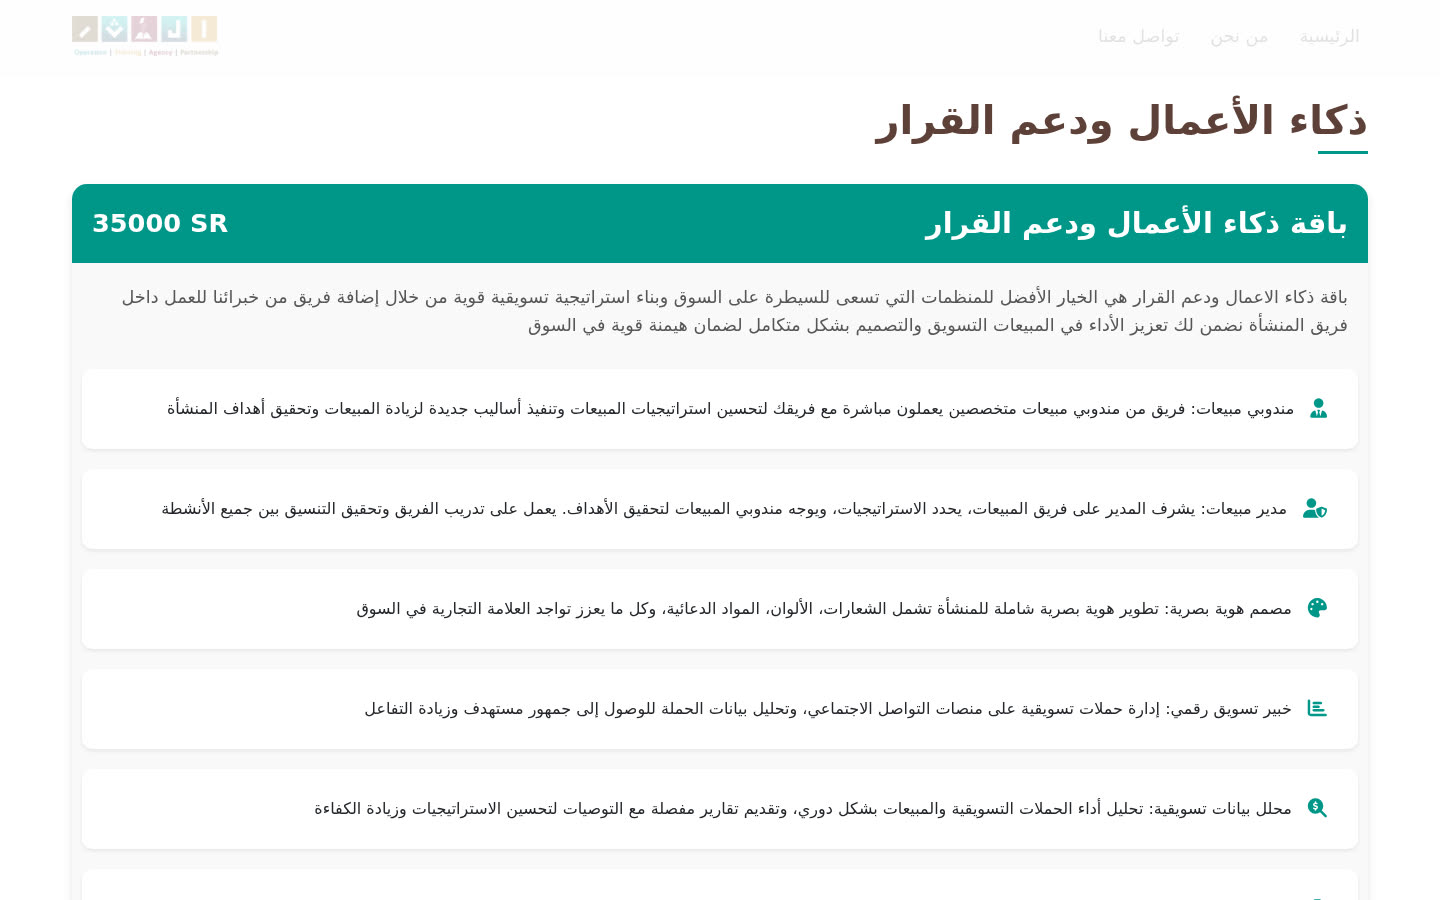 الرئيسية
من نحن
تواصل معنا
Operation | Training | Agency | Partnership
ذكاء الأعمال ودعم القرار
باقة ذكاء الأعمال ودعم القرار
35000 SR
باقة ذكاء الاعمال ودعم القرار هي الخيار الأفضل للمنظمات التي تسعى للسيطرة على السوق وبناء استراتيجية تسويقية قوية من خلال إضافة فريق من خبرائنا للعمل داخل
فريق المنشأة نضمن لك تعزيز الأداء في المبيعات التسويق والتصميم بشكل متكامل لضمان هيمنة قوية في السوق
مندوبي مبيعات: فريق من مندوبي مبيعات متخصصين يعملون مباشرة مع فريقك لتحسين استراتيجيات المبيعات وتنفيذ أساليب جديدة لزيادة المبيعات وتحقيق أهداف المنشأة
مدير مبيعات: يشرف المدير على فريق المبيعات، يحدد الاستراتيجيات، ويوجه مندوبي المبيعات لتحقيق الأهداف. يعمل على تدريب الفريق وتحقيق التنسيق بين جميع الأنشطة
مصمم هوية بصرية: تطوير هوية بصرية شاملة للمنشأة تشمل الشعارات، الألوان، المواد الدعائية، وكل ما يعزز تواجد العلامة التجارية في السوق
خبير تسويق رقمي: إدارة حملات تسويقية على منصات التواصل الاجتماعي، وتحليل بيانات الحملة للوصول إلى جمهور مستهدف وزيادة التفاعل
محلل بيانات تسويقية: تحليل أداء الحملات التسويقية والمبيعات بشكل دوري، وتقديم تقارير مفصلة مع التوصيات لتحسين الاستراتيجيات وزيادة الكفاءة